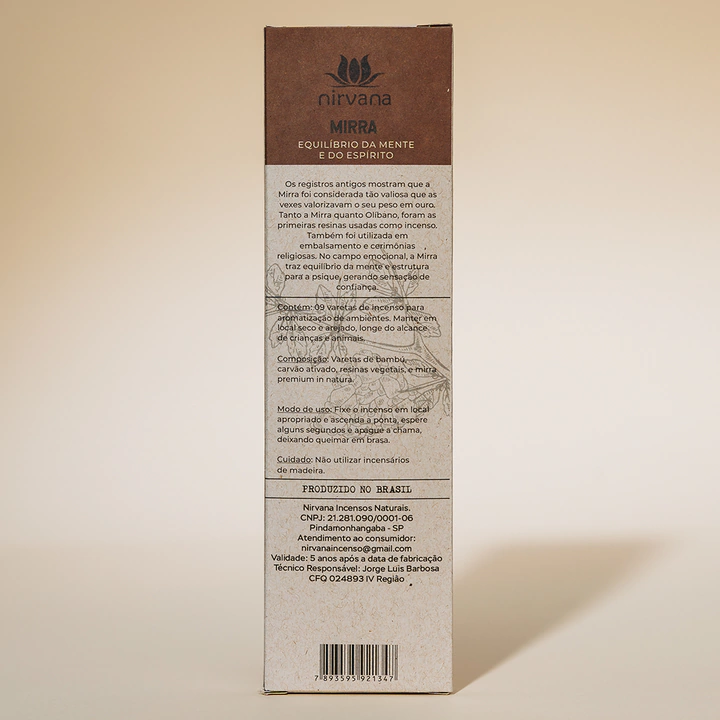 nirvana
MIRRA
EQUILÍBRIO DA MENTE
E DO ESPÍRITO
Os registros antigos mostram que a
Mirra foi considerada tão valiosa que as
vexes valorizavam o seu peso em ouro.
Tanto a Mirra quanto Olíbano, foram as
primeiras resinas usadas como incenso.
Também foi utilizada em
embalsamento e cerimônias
religiosas. No campo emocional, a Mirra
traz equilíbrio da mente e estrutura
para a psique, gerando sensação de
confiança.
Contém: 09 varetas de incenso para
aromatização de ambientes. Manter em
local seco e arejado, longe do alcance
de crianças e animais.
Composição: Varetas de bambu,
carvão ativado, resinas vegetais, e mirra
premium in natura.
Modo de uso: Fixe o incenso em local
apropriado e ascenda a ponta, espere
alguns segundos e apague a chama,
deixando queimar em brasa.
Cuidado: Não utilizar incensários
de madeira.
PRODUZIDO NO BRASIL
Nirvana Incensos Naturais.
CNPJ: 21.281.090/0001-06
Pindamonhangaba - SP
Atendimento ao consumidor:
nirvanaincenso@gmail.com
Validade: 5 anos após a data de fabricação
Técnico Responsável: Jorge Luis Barbosa
CFQ 024893 IV Região
7 893595 921347